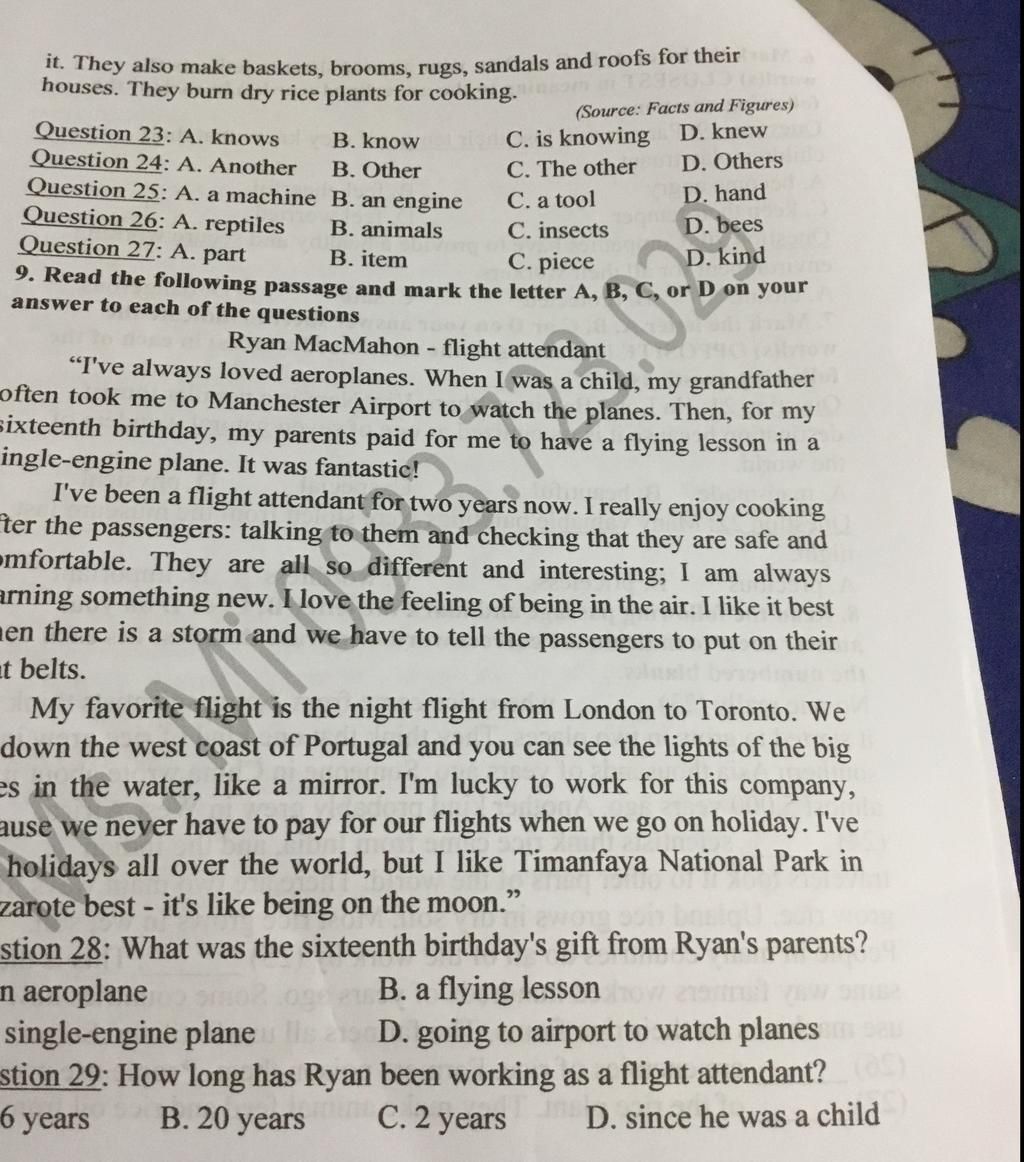 it. They also make baskets, brooms, rugs, sandals and roofs for their
houses. They burn dry rice plants for cooking.
(Source: Facts and Figures)
Question 23: A. knows B. know C. is knowing D. knew
Question 24: A. Another B. Other C. The other D. Others
Question 25: A. a machine B. an engine C. a tool D. hand
Question 26: A. reptiles B. animals C. insects D. bees
Question 27: A. part B. item C. piece D. kind
9. Read the following passage and mark the letter A, B, C, or D on your
answer to each of the questions
Ryan MacMahon - flight attendant
“I've always loved aeroplanes. When I was a child, my grandfather
often took me to Manchester Airport to watch the planes. Then, for my
sixteenth birthday, my parents paid for me to have a flying lesson in a
ingle-engine plane. It was fantastic!
I've been a flight attendant for two years now. I really enjoy cooking
fter the passengers: talking to them and checking that they are safe and
omfortable. They are all so different and interesting; I am always
arning something new. I love the feeling of being in the air. I like it best
en there is a storm and we have to tell the passengers to put on their
t belts.
My favorite flight is the night flight from London to Toronto. We
down the west coast of Portugal and you can see the lights of the big
es in the water, like a mirror. I'm lucky to work for this company,
ause we never have to pay for our flights when we go on holiday. I've
holidays all over the world, but I like Timanfaya National Park in
zarote best - it's like being on the moon.”
stion 28: What was the sixteenth birthday's gift from Ryan's parents?
n aeroplane B. a flying lesson
single-engine plane D. going to airport to watch planes
stion 29: How long has Ryan been working as a flight attendant?
6 years B. 20 years C. 2 years D. since he was a child
Ms. Mi 0933.723.029